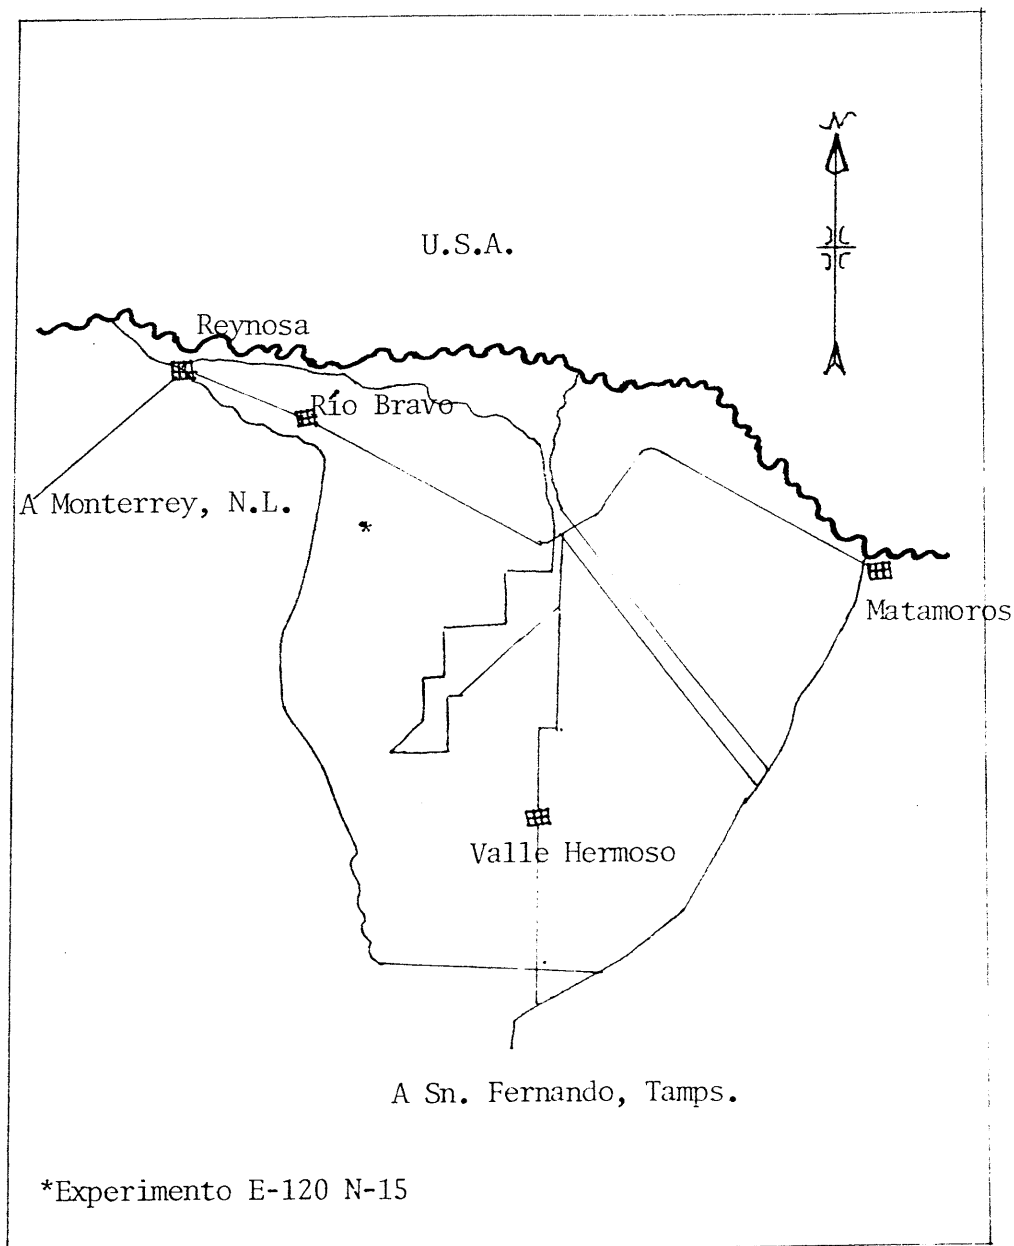 N
U.S.A.
Reynosa
Río Bravo
A Monterrey, N.L.
*
Matamoros
Valle Hermoso
A Sn. Fernando, Tamps.
*Experimento E-120 N-15